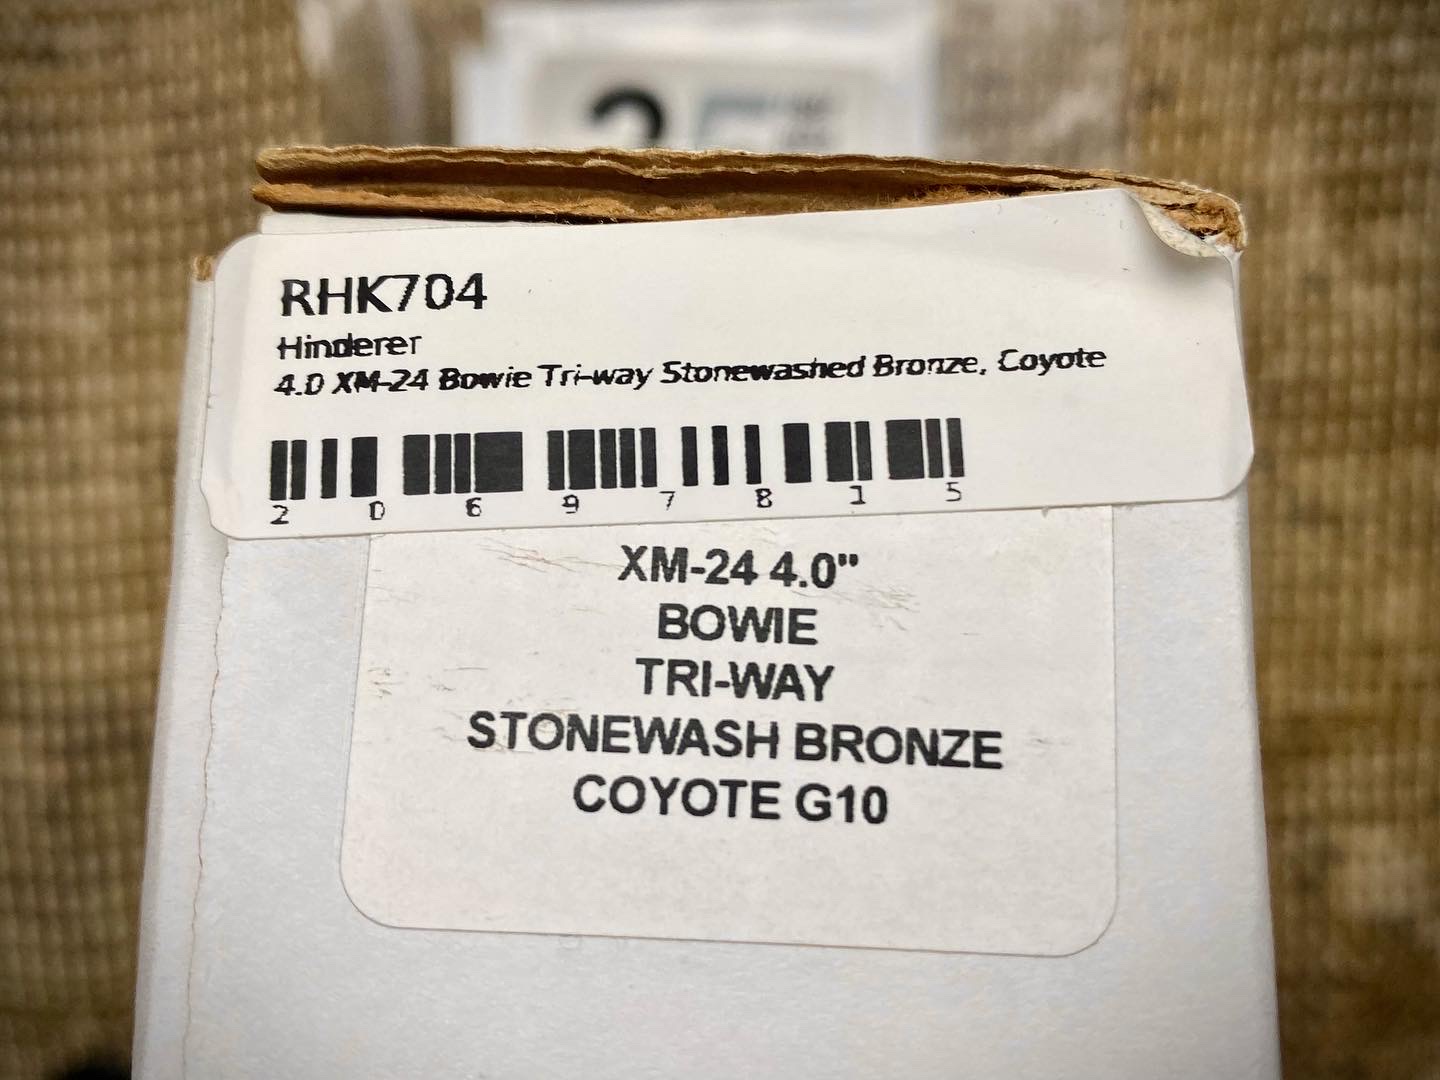 RHK704
Hinderer
4.0 XM-24 Bowie Tri-way Stonewashed Bronze, Coyote
2 0 6 9 7 8 1 5
XM-24 4.0"
BOWIE
TRI-WAY
STONEWASH BRONZE
COYOTE G10